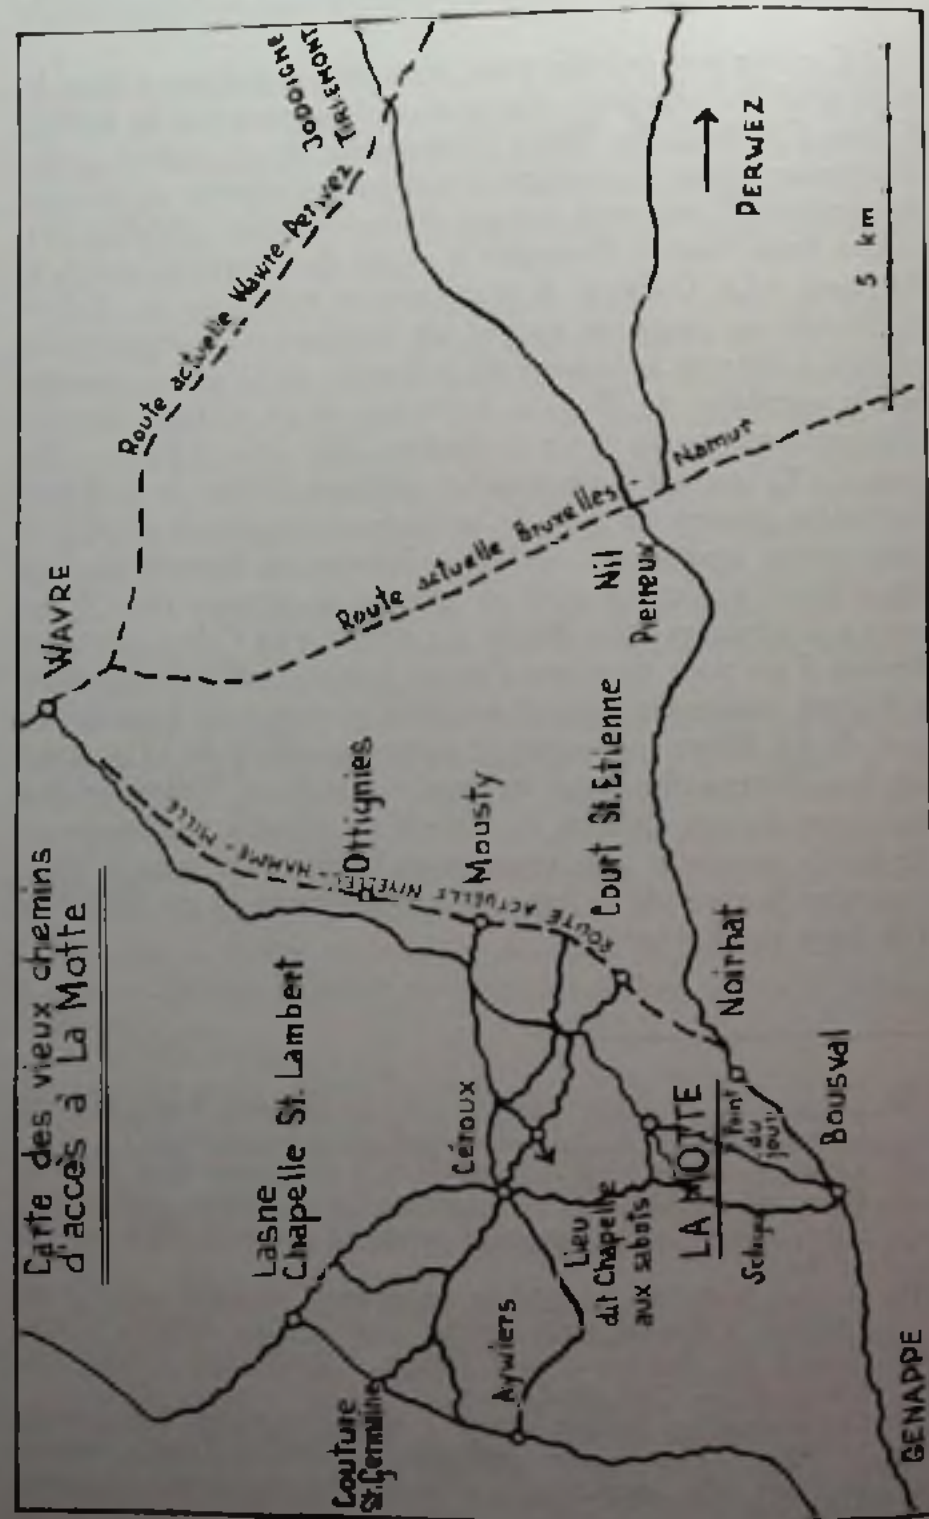 Carte des vieux chemins
d'accès à La Motte
WAVRE
JODOIGNE
TIRLEMONT
Route actuelle Wavre-Perwez
PERWEZ
5 km
Route actuelle Bruxelles - Namur
Nil
Pierreux
ROUTE ACTUELLE NIVELLES - HAMME - MILLE
Ottignies
Mousty
Court St. Etienne
Noirhat
Lasne
Chapelle St. Lambert
Céroux
Lieu
dit Chapelle
aux sabots
LA MOTTE
Point
du
jour
Bousval
Couture
St. Germaine
Aywiers
GENAPPE